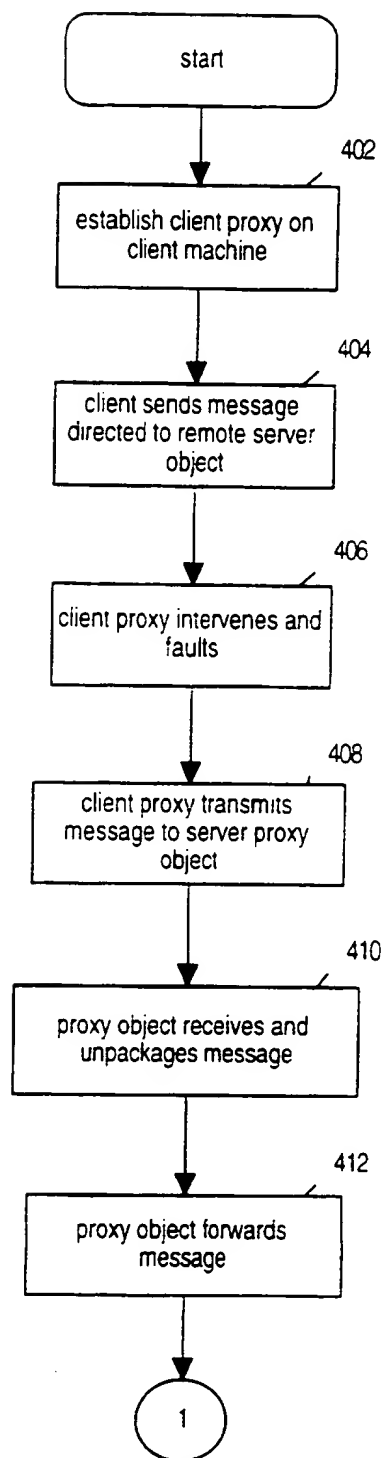 start
402
establish client proxy on
client machine
404
client sends message
directed to remote server
object
406
client proxy intervenes and
faults
408
client proxy transmits
message to server proxy
object
410
proxy object receives and
unpackages message
412
proxy object forwards
message
1